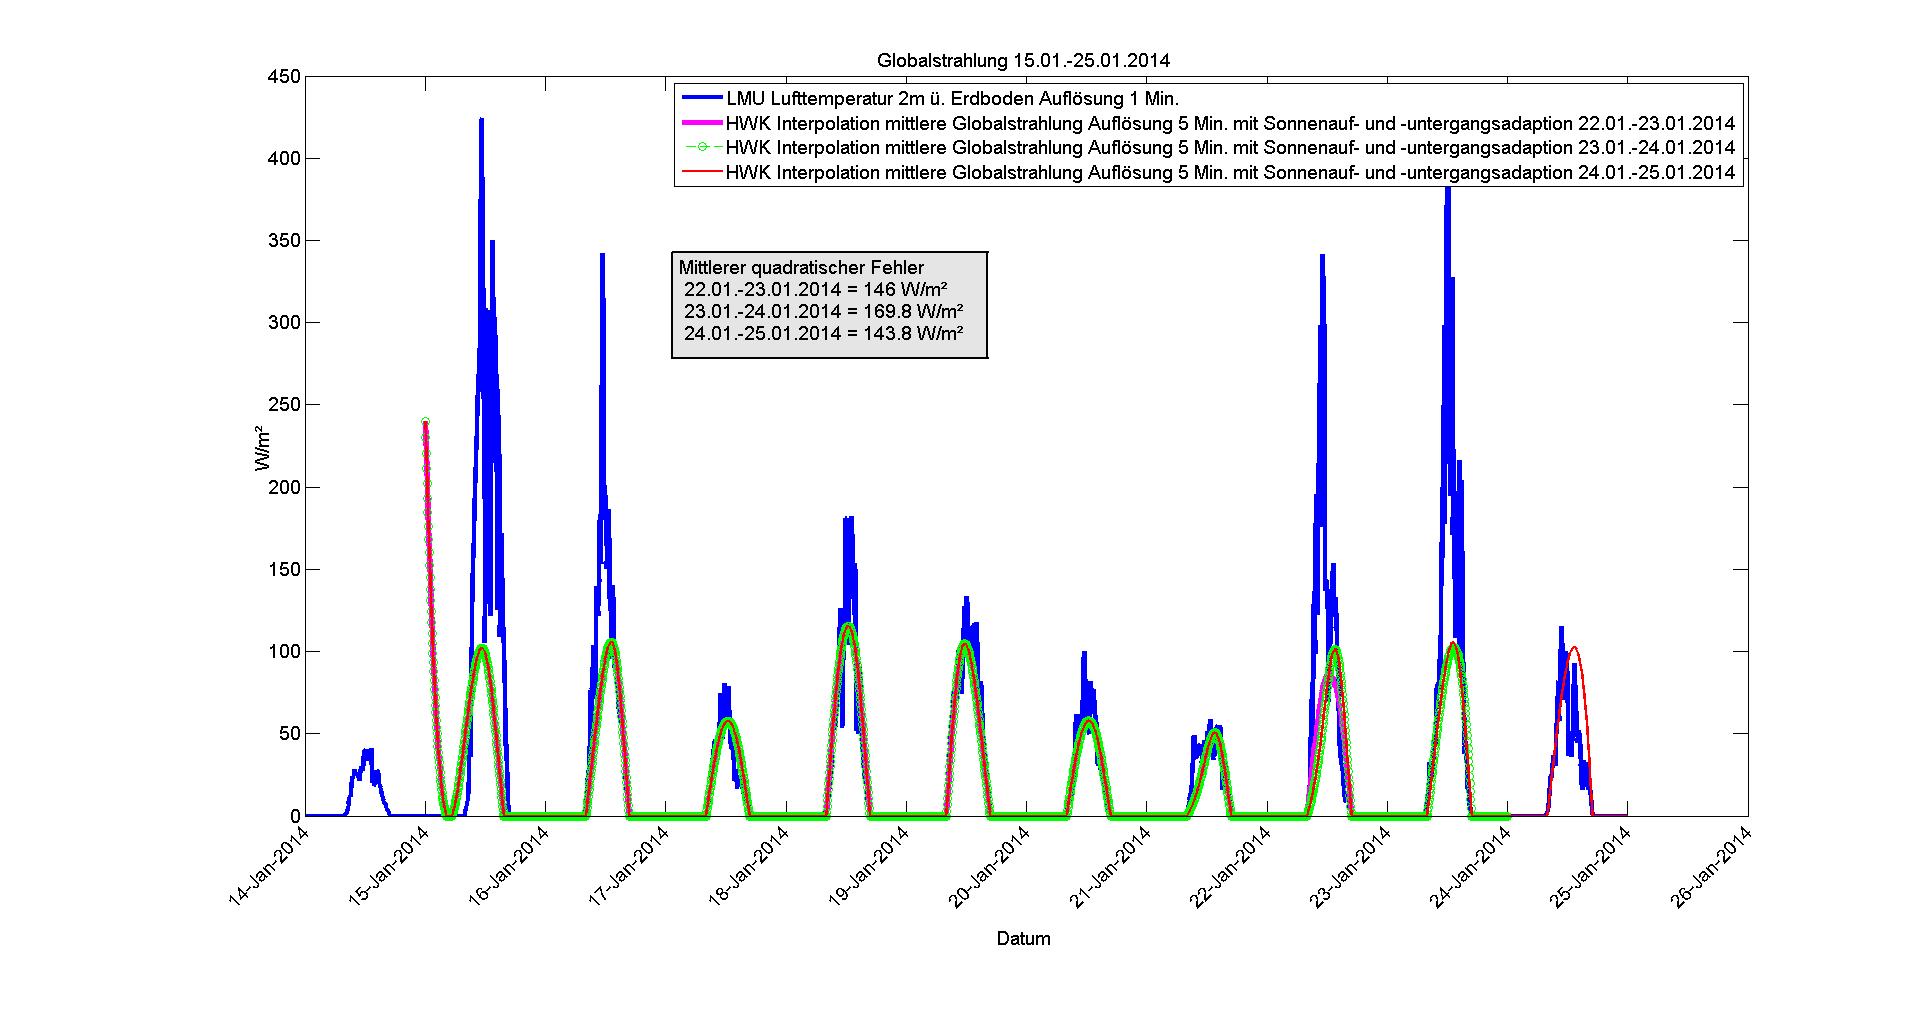 Globalstrahlung 15.01.-25.01.2014
450
400
350
300
250
200
150
100
50
0
W/m²
LMU Lufttemperatur 2m ü. Erdboden Auflösung 1 Min.
HWK Interpolation mittlere Globalstrahlung Auflösung 5 Min. mit Sonnenauf- und -untergangsadaption 22.01.-23.01.2014
HWK Interpolation mittlere Globalstrahlung Auflösung 5 Min. mit Sonnenauf- und -untergangsadaption 23.01.-24.01.2014
HWK Interpolation mittlere Globalstrahlung Auflösung 5 Min. mit Sonnenauf- und -untergangsadaption 24.01.-25.01.2014
Mittlerer quadratischer Fehler
22.01.-23.01.2014 = 146 W/m²
23.01.-24.01.2014 = 169.8 W/m²
24.01.-25.01.2014 = 143.8 W/m²
14-Jan-2014
15-Jan-2014
16-Jan-2014
17-Jan-2014
18-Jan-2014
19-Jan-2014
20-Jan-2014
21-Jan-2014
22-Jan-2014
23-Jan-2014
24-Jan-2014
25-Jan-2014
26-Jan-2014
Datum